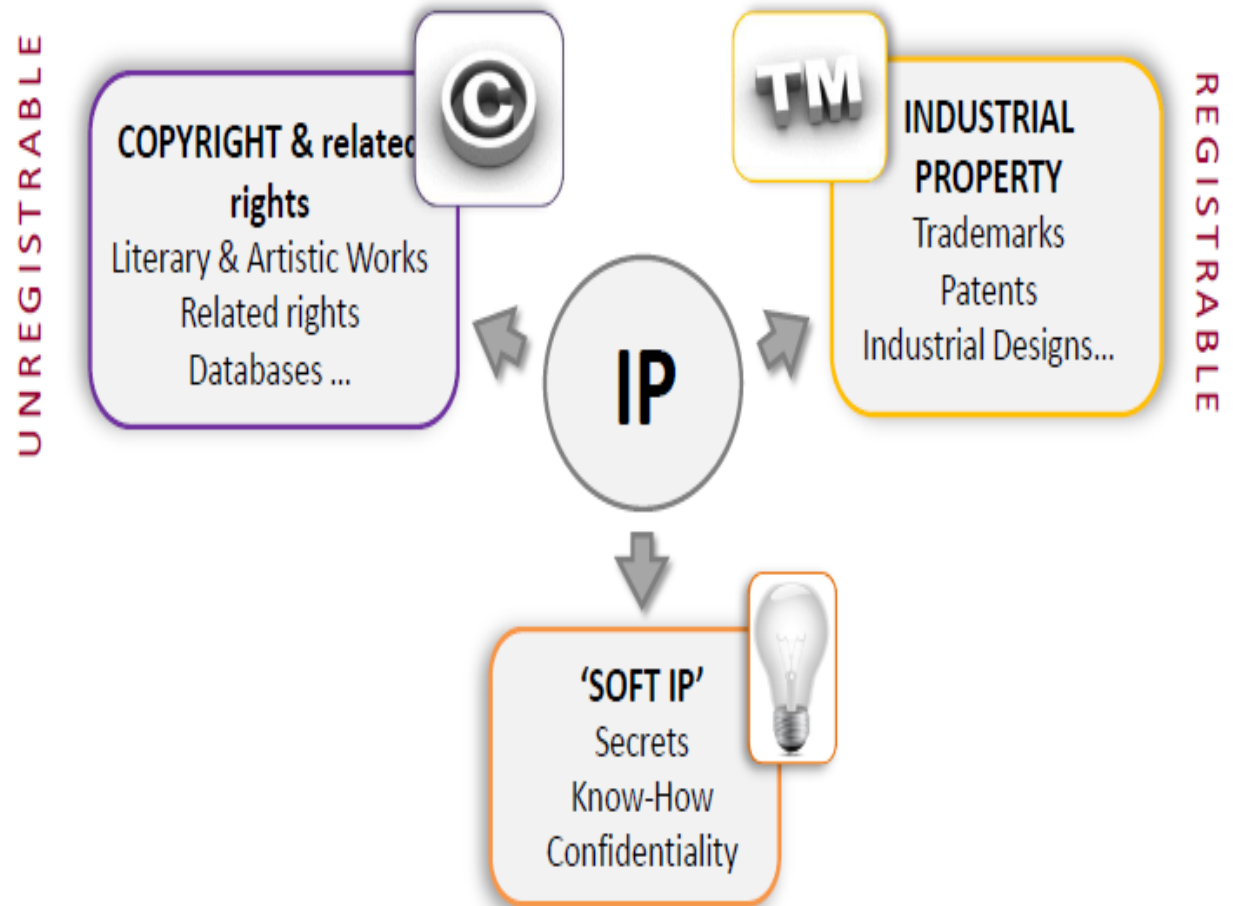 UNREGISTRABLE
COPYRIGHT & related
rights
Literary & Artistic Works
Related rights
Databases ...
©
TM
INDUSTRIAL
PROPERTY
Trademarks
Patents
Industrial Designs...
REGISTRABLE
IP
‘SOFT IP’
Secrets
Know-How
Confidentiality